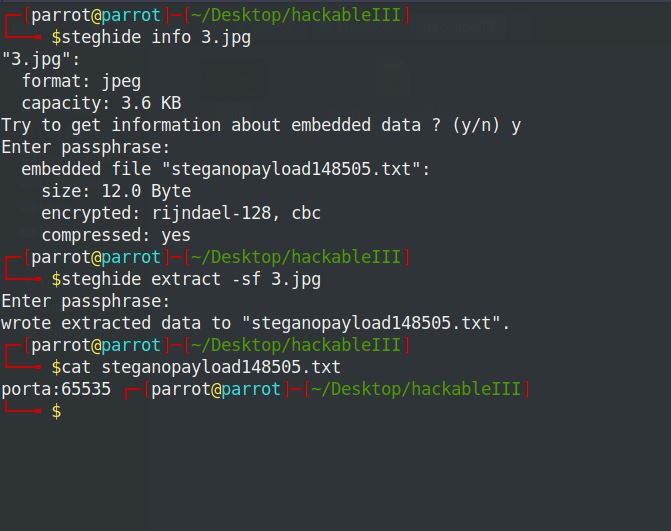 ┌─[parrot@parrot]─[~/Desktop/hackableIII]
└──╼ $steghide info 3.jpg
"3.jpg":
  format: jpeg
  capacity: 3.6 KB
Try to get information about embedded data ? (y/n) y
Enter passphrase:
  embedded file "steganopayload148505.txt":
    size: 12.0 Byte
    encrypted: rijndael-128, cbc
    compressed: yes
┌─[parrot@parrot]─[~/Desktop/hackableIII]
└──╼ $steghide extract -sf 3.jpg
Enter passphrase:
wrote extracted data to "steganopayload148505.txt".
┌─[parrot@parrot]─[~/Desktop/hackableIII]
└──╼ $cat steganopayload148505.txt
porta:65535 ┌─[parrot@parrot]─[~/Desktop/hackableIII]
└──╼ $